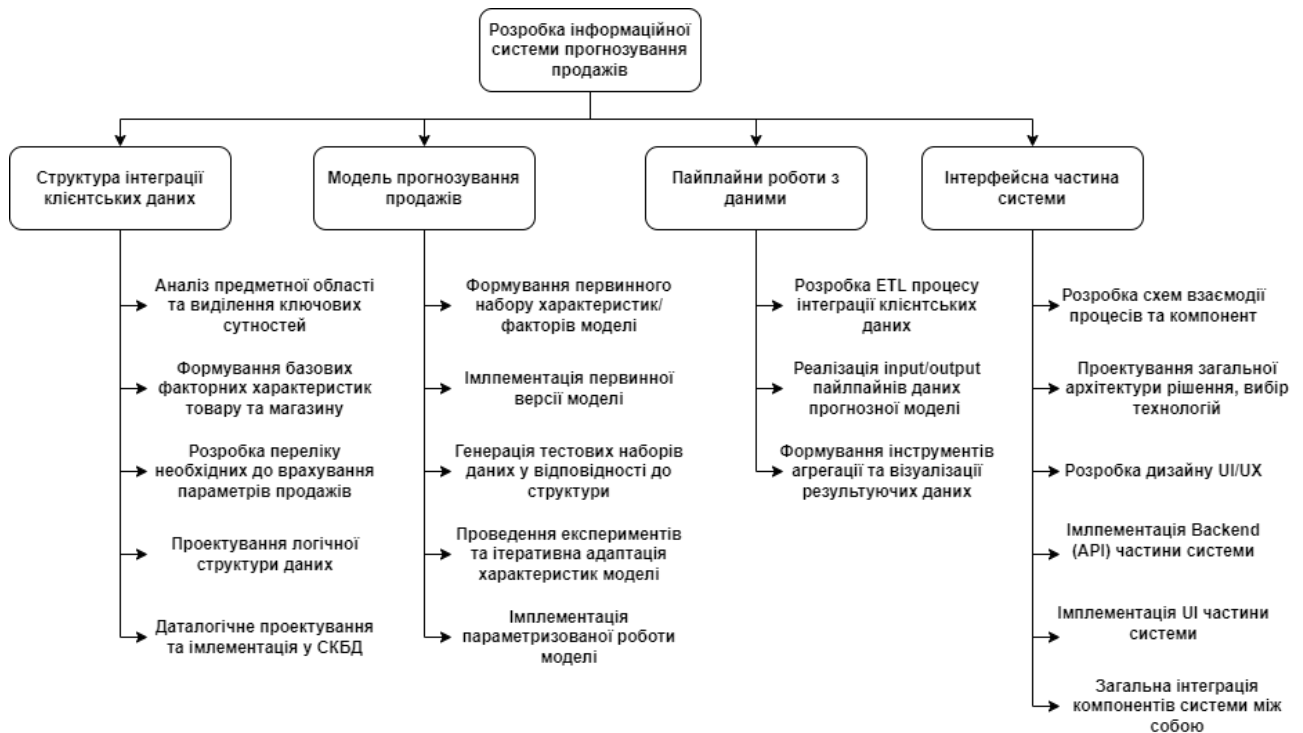 Розробка інформаційної
системи прогнозування
продажів
Структура інтеграції
клієнтських даних
Модель прогнозування
продажів
Пайплайни роботи з
даними
Інтерфейсна частина
системи
Аналіз предметної області
та виділення ключових
сутностей
Формування базових
факторних характеристик
товару та магазину
Розробка переліку
необхідних до врахування
параметрів продажів
Проектування логічної
структури даних
Даталогічне проектування
та імлементація у СКБД
Формування первинного
набору характеристик/
факторів моделі
Імлпементація первинної
версії моделі
Генерація тестових наборів
даних у відповідності до
структури
Проведення експериментів
та ітеративна адаптація
характеристик моделі
Імплементація
параметризованої роботи
моделі
Розробка ETL процесу
інтеграції клієнтських
даних
Реалізація input/output
пайлпайнів даних
прогнозної моделі
Формування інструментів
агрегації та візуалізації
результуючих даних
Розробка схем взаємодії
процесів та компонент
Проектування загальної
архітектури рішення, вибір
технологій
Розробка дизайну UI/UX
Імлпементація Backend
(API) частини системи
Імплементація UI частини
системи
Загальна інтеграція
компонентів системи між
собою